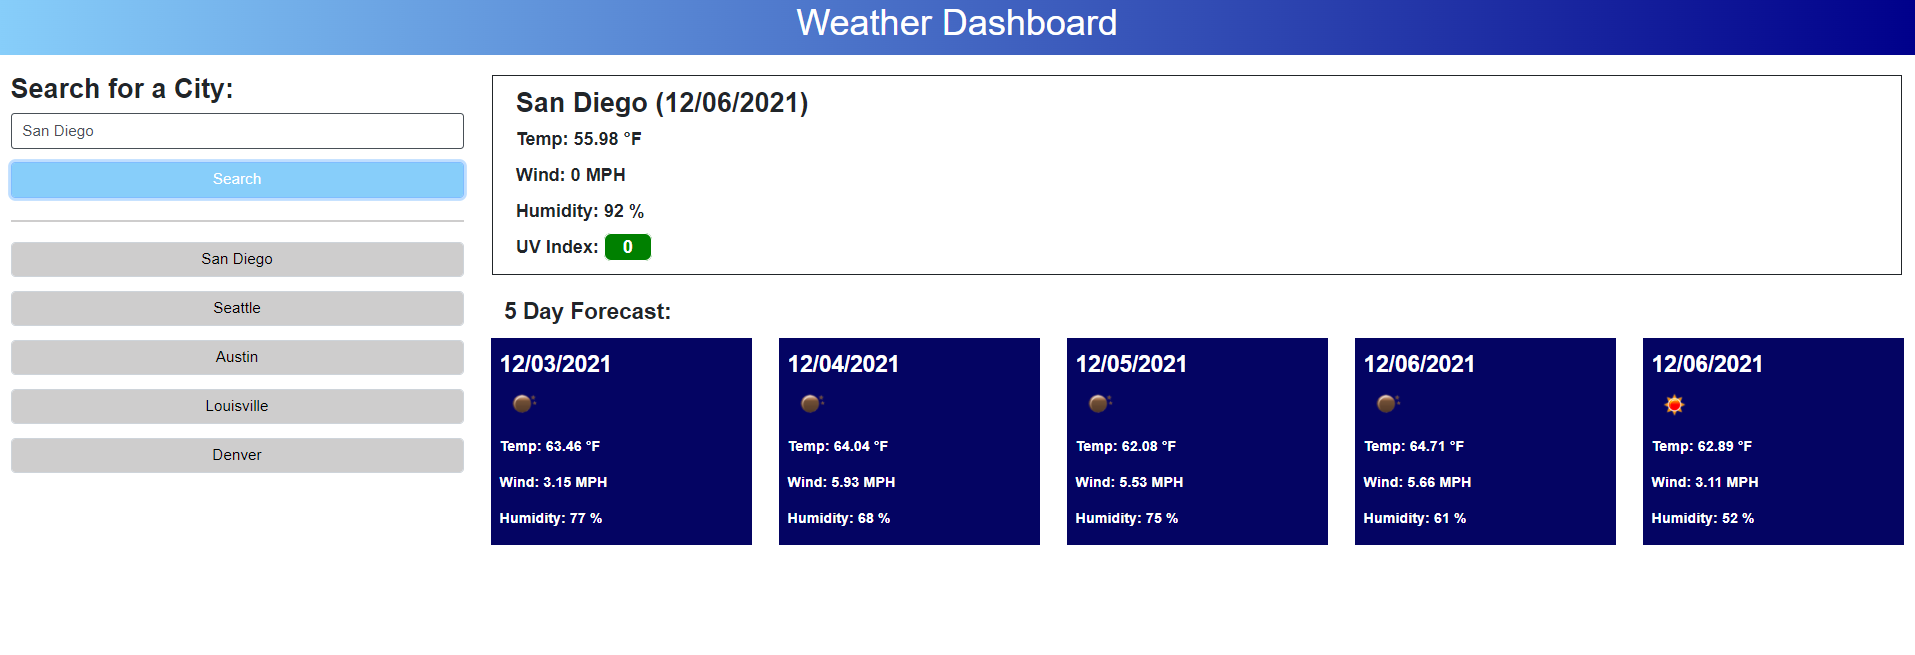 Weather Dashboard
Search for a City:
San Diego
Search
San Diego
Seattle
Austin
Louisville
Denver
San Diego (12/06/2021)
Temp: 55.98 °F
Wind: 0 MPH
Humidity: 92 %
UV Index: 0
5 Day Forecast:
12/03/2021
Temp: 63.46 °F
Wind: 3.15 MPH
Humidity: 77 %
12/04/2021
Temp: 64.04 °F
Wind: 5.93 MPH
Humidity: 68 %
12/05/2021
Temp: 62.08 °F
Wind: 5.53 MPH
Humidity: 75 %
12/06/2021
Temp: 64.71 °F
Wind: 5.66 MPH
Humidity: 61 %
12/06/2021
Temp: 62.89 °F
Wind: 3.11 MPH
Humidity: 52 %